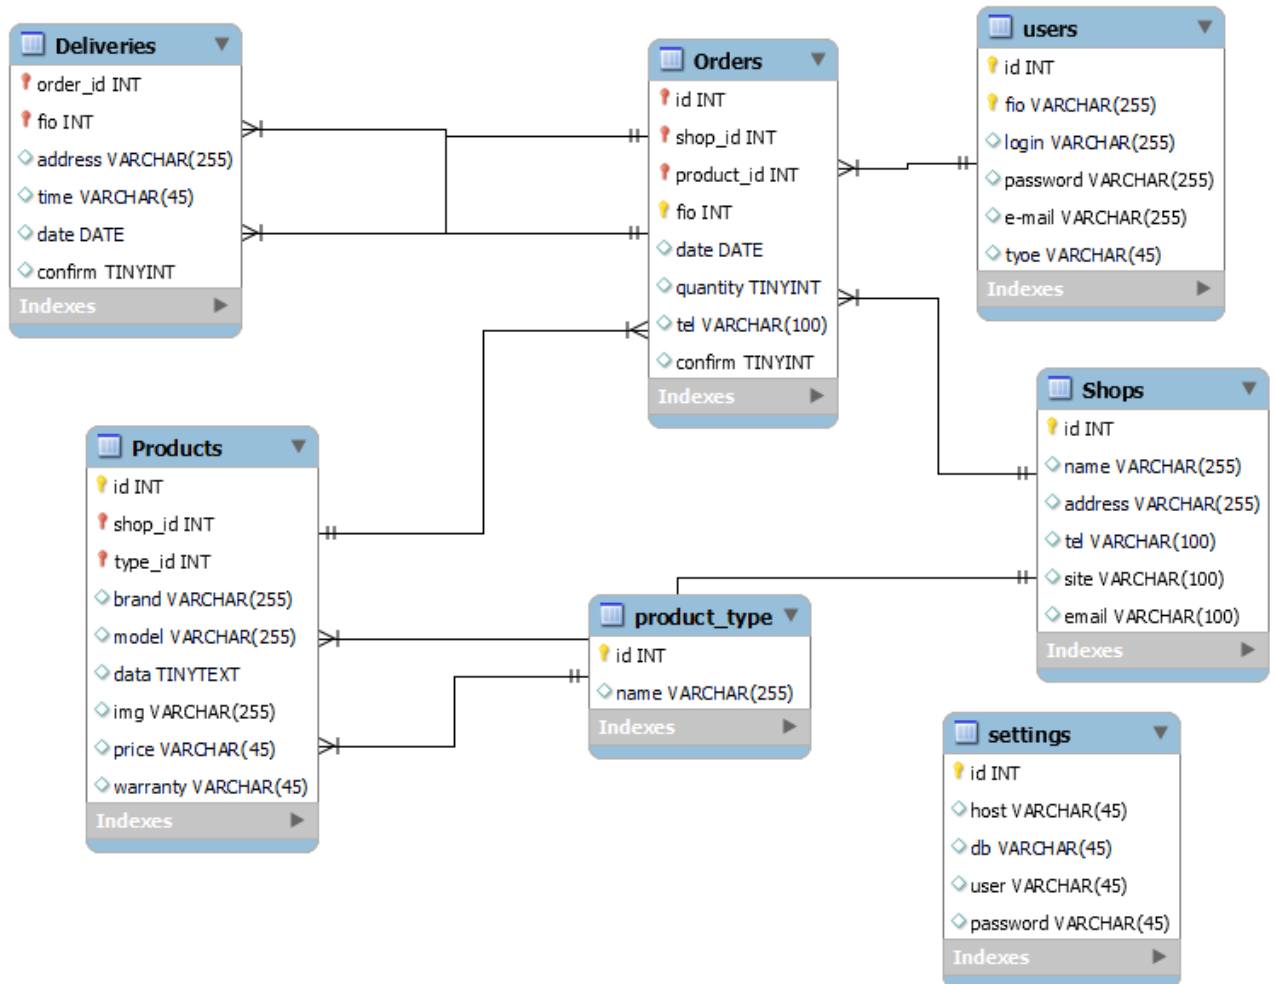 Deliveries
order_id INT
fio INT
address VARCHAR(255)
time VARCHAR(45)
date DATE
confirm TINYINT
Indexes
Orders
id INT
shop_id INT
product_id INT
fio INT
date DATE
quantity TINYINT
tel VARCHAR(100)
confirm TINYINT
Indexes
users
id INT
fio VARCHAR(255)
login VARCHAR(255)
password VARCHAR(255)
e-mail VARCHAR(255)
tyoe VARCHAR(45)
Indexes
Products
id INT
shop_id INT
type_id INT
brand VARCHAR(255)
model VARCHAR(255)
data TINYTEXT
img VARCHAR(255)
price VARCHAR(45)
warranty VARCHAR(45)
Indexes
product_type
id INT
name VARCHAR(255)
Indexes
Shops
id INT
name VARCHAR(255)
address VARCHAR(255)
tel VARCHAR(100)
site VARCHAR(100)
email VARCHAR(100)
Indexes
settings
id INT
host VARCHAR(45)
db VARCHAR(45)
user VARCHAR(45)
password VARCHAR(45)
Indexes